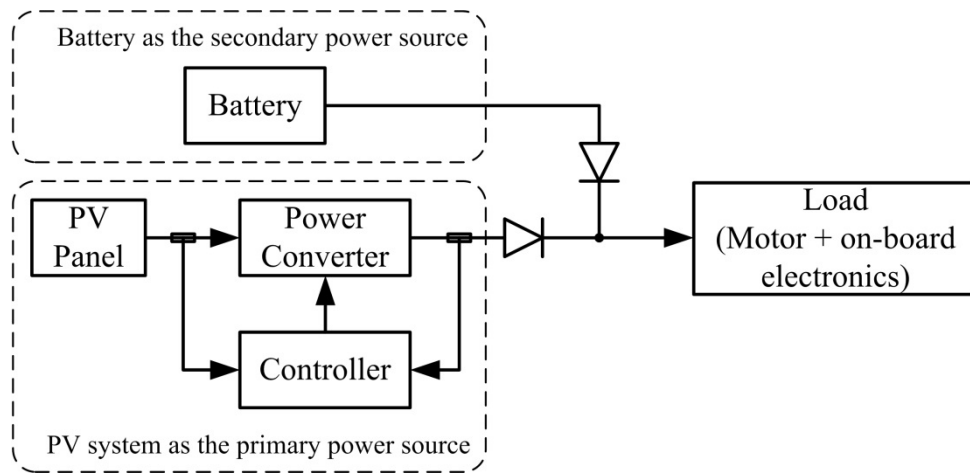 Battery as the secondary power source
Battery
PV
Panel
Power
Converter
Controller
PV system as the primary power source
Load
(Motor + on-board
electronics)